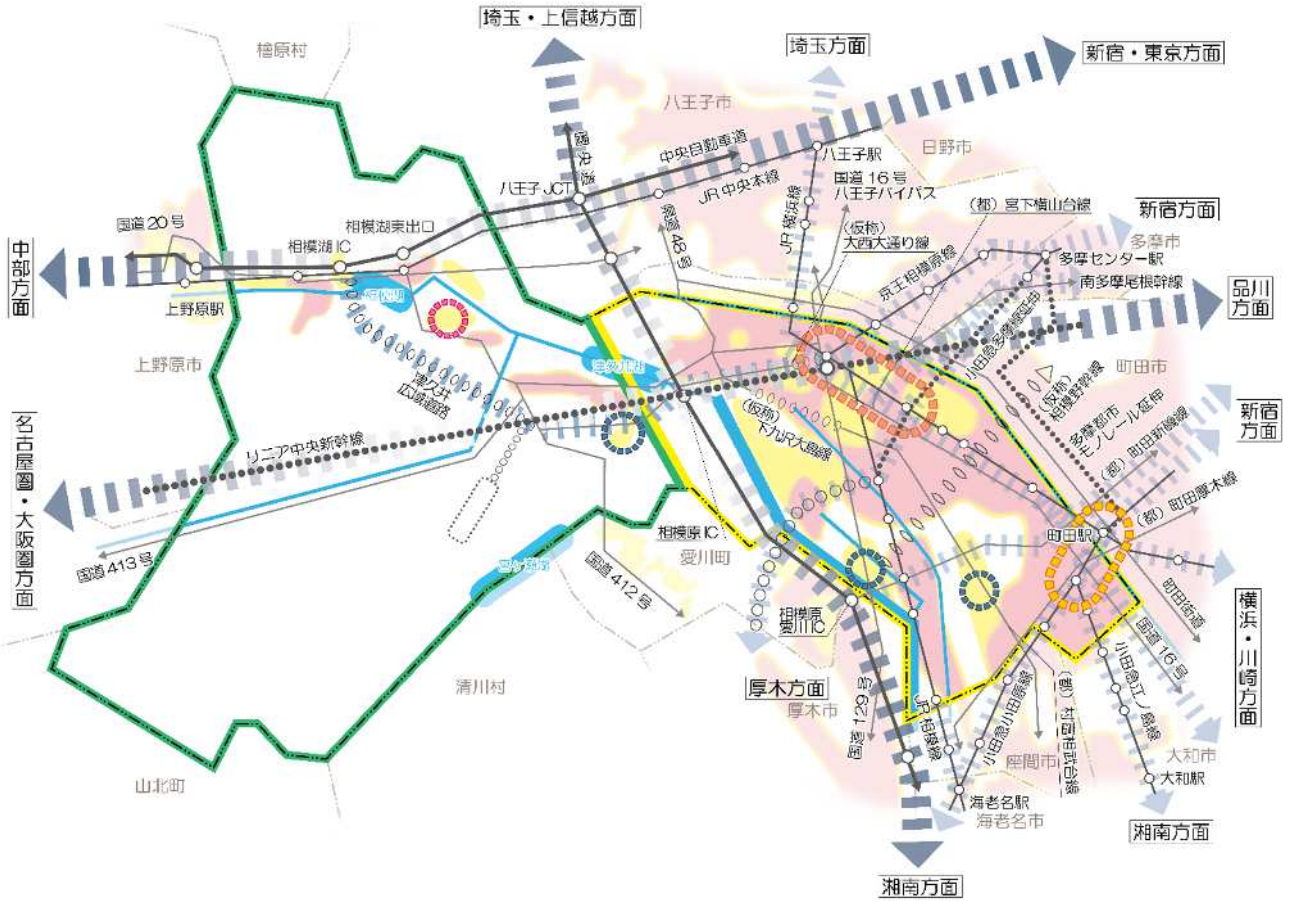 埼玉・上信越方面
埼玉方面
新宿・東京方面
檜原村
八王子市
日野市
圏央道
中央自動車道
八王子駅
八王子JCT
JR中央本線
国道16号
八王子バイパス
(都)宮下横山台線
新宿方面
国道20号
相模湖東出口
相模湖IC
JR横浜線
(仮称)
大西大通り線
多摩市
多摩センター駅
京王相模原線
南多摩尾根幹線
中部方面
品川
方面
上野原駅
小田急多摩線延伸
上野原市
津久井湖
町田市
津久井
広域道路
(仮称)
下九沢大島線
(仮称)
相模野幹線
多摩都市
モノレール延伸
(都)町田新線線
新宿
方面
リニア中央新幹線
名古屋圏・大阪圏方面
(都)町田厚木線
相模原IC
町田駅
愛川町
国道413号
国道412号
町田街道
相模原
愛川IC
横浜・川崎方面
国道16号
清川村
厚木方面
厚木市
国道129号
JR相模線
小田急小田原線
(都)村富相武台線
小田急江ノ島線
座間市
大和市
大和駅
山北町
海老名駅
海老名市
湘南方面
湘南方面